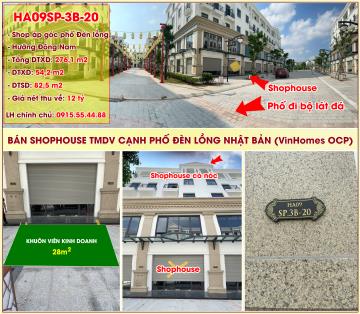 HA09SP-3B-20
- Shop áp góc phố Đèn lồng
- Hướng Đông Nam
- Tổng DTXD: 276,1 m2
- DTXD: 54,2 m2
- DTSD: 82,5 m2
- Giá nét thu về: 12 tỷ
LH chính chủ: 0915.55.44.88
Shophouse
Phố đi bộ lát đá
BÁN SHOPHOUSE TMDV CẠNH PHỐ ĐÈN LỒNG NHẬT BẢN (VinHomes OCP)
Shophouse có nóc
KHUÔN VIÊN KINH DOANH
28m2
Shophouse
HA09
SP.3B-20